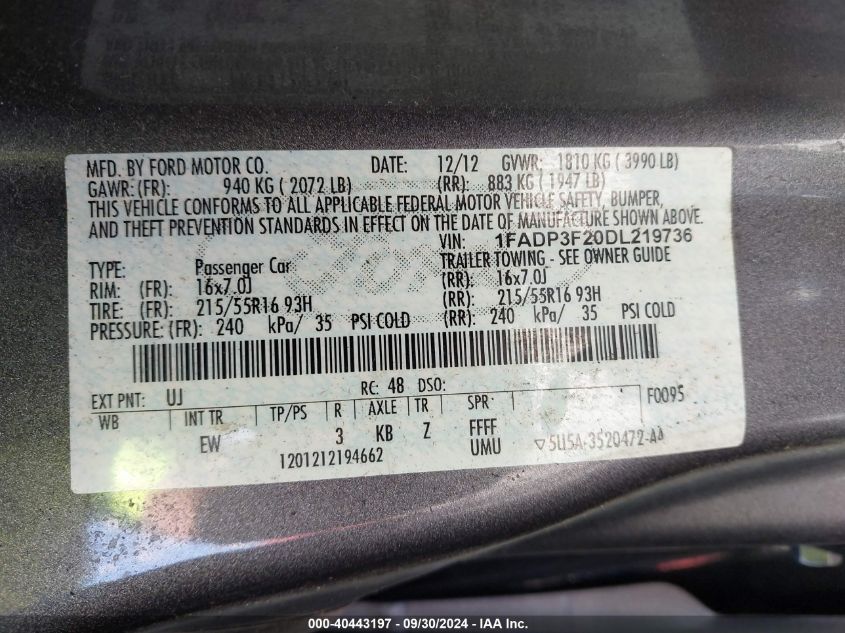 MFD. BY FORD MOTOR CO. DATE: 12/12 GVWR: 1810 KG ( 3990 LB)
GAWR:(FR): 940 KG ( 2072 LB) (RR): 883 KG ( 1947 LB)
THIS VEHICLE CONFORMS TO ALL APPLICABLE FEDERAL MOTOR VEHICLE SAFETY, BUMPER,
AND THEFT PREVENTION STANDARDS IN EFFECT ON THE DATE OF MANUFACTURE SHOWN ABOVE.
VIN: 1FADP3F20DL219736
TYPE: Passenger Car TRAILER TOWING - SEE OWNER GUIDE
RIM: (FR): 16x7.0J (RR): 16x7.0J
TIRE: (FR): 215/55R16 93H (RR): 215/55R16 93H
PRESSURE: (FR): 240 kPa/ 35 PSI COLD (RR): 240 kPa/ 35 PSI COLD
EXT PNT: UJ RC: 48 DSO: F0095
WB INT TR TP/PS R AXLE TR SPR
EW 3 KB Z FFFF
UMU
1201212194662 5U5A-3520472-AA
000-40443197 - 09/30/2024 - IAA Inc.